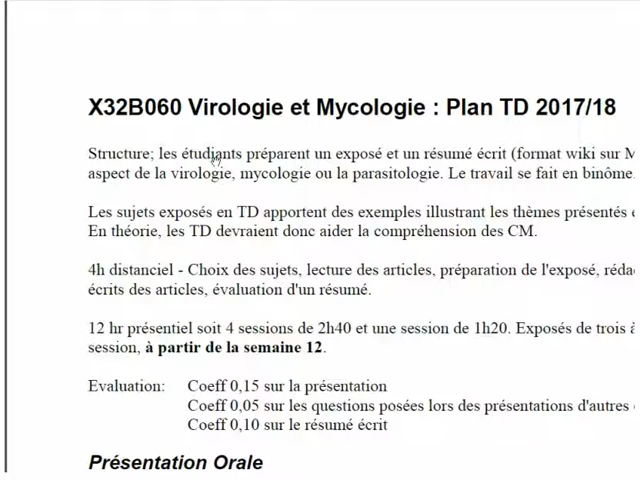 X32B060 Virologie et Mycologie : Plan TD 2017/18
Structure; les étudiants préparent un exposé et un résumé écrit (format wiki sur
aspect de la virologie, mycologie ou la parasitologie. Le travail se fait en binôme.
Les sujets exposés en TD apportent des exemples illustrant les thèmes présentés
En théorie, les TD devraient donc aider la compréhension des CM.
4h distanciel - Choix des sujets, lecture des articles, préparation de l'exposé,
écrits des articles, évaluation d'un résumé.
12 hr présentiel soit 4 sessions de 2h40 et une session de 1h20. Exposés de trois
session, à partir de la semaine 12.
Evaluation: Coeff 0,15 sur la présentation
Coeff 0,05 sur les questions posées lors des présentations d'autres
Coeff 0,10 sur le résumé écrit
Présentation Orale